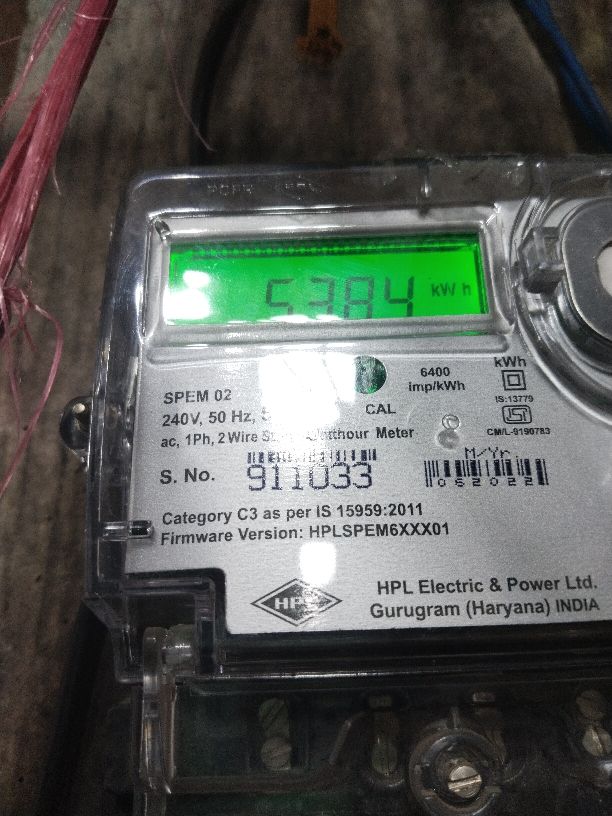 5384 kWh
6400
imp/kWh
kWh
IS:13779
CM/L-9190783
SPEM 02
CAL
240V, 50 Hz,
ac, 1Ph, 2 Wire Meter
M/Yr.
S. No. 911033
062022
Category C3 as per IS 15959:2011
Firmware Version: HPLSPEM6XXX01
HPL
HPL Electric & Power Ltd.
Gurugram (Haryana) INDIA